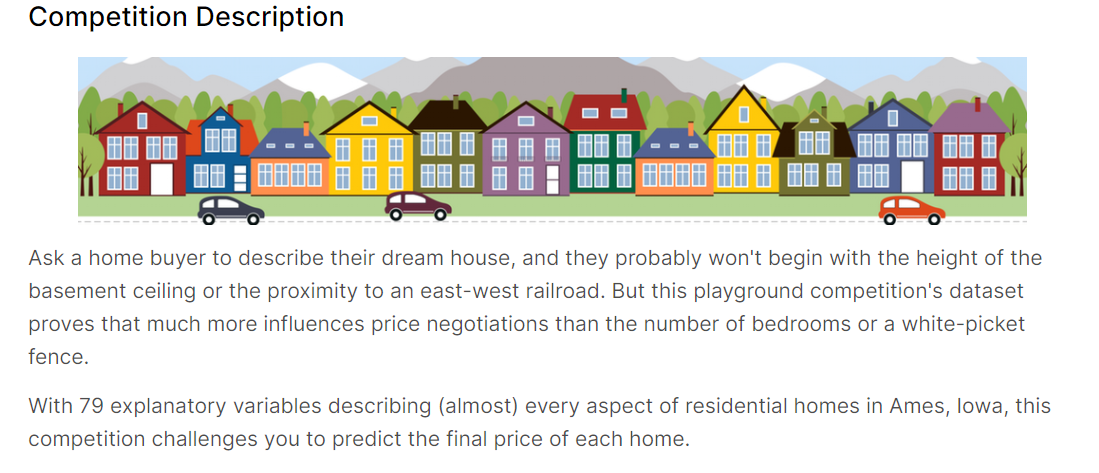 Competition Description
Ask a home buyer to describe their dream house, and they probably won't begin with the height of the
basement ceiling or the proximity to an east-west railroad. But this playground competition's dataset
proves that much more influences price negotiations than the number of bedrooms or a white-picket
fence.
With 79 explanatory variables describing (almost) every aspect of residential homes in Ames, Iowa, this
competition challenges you to predict the final price of each home.